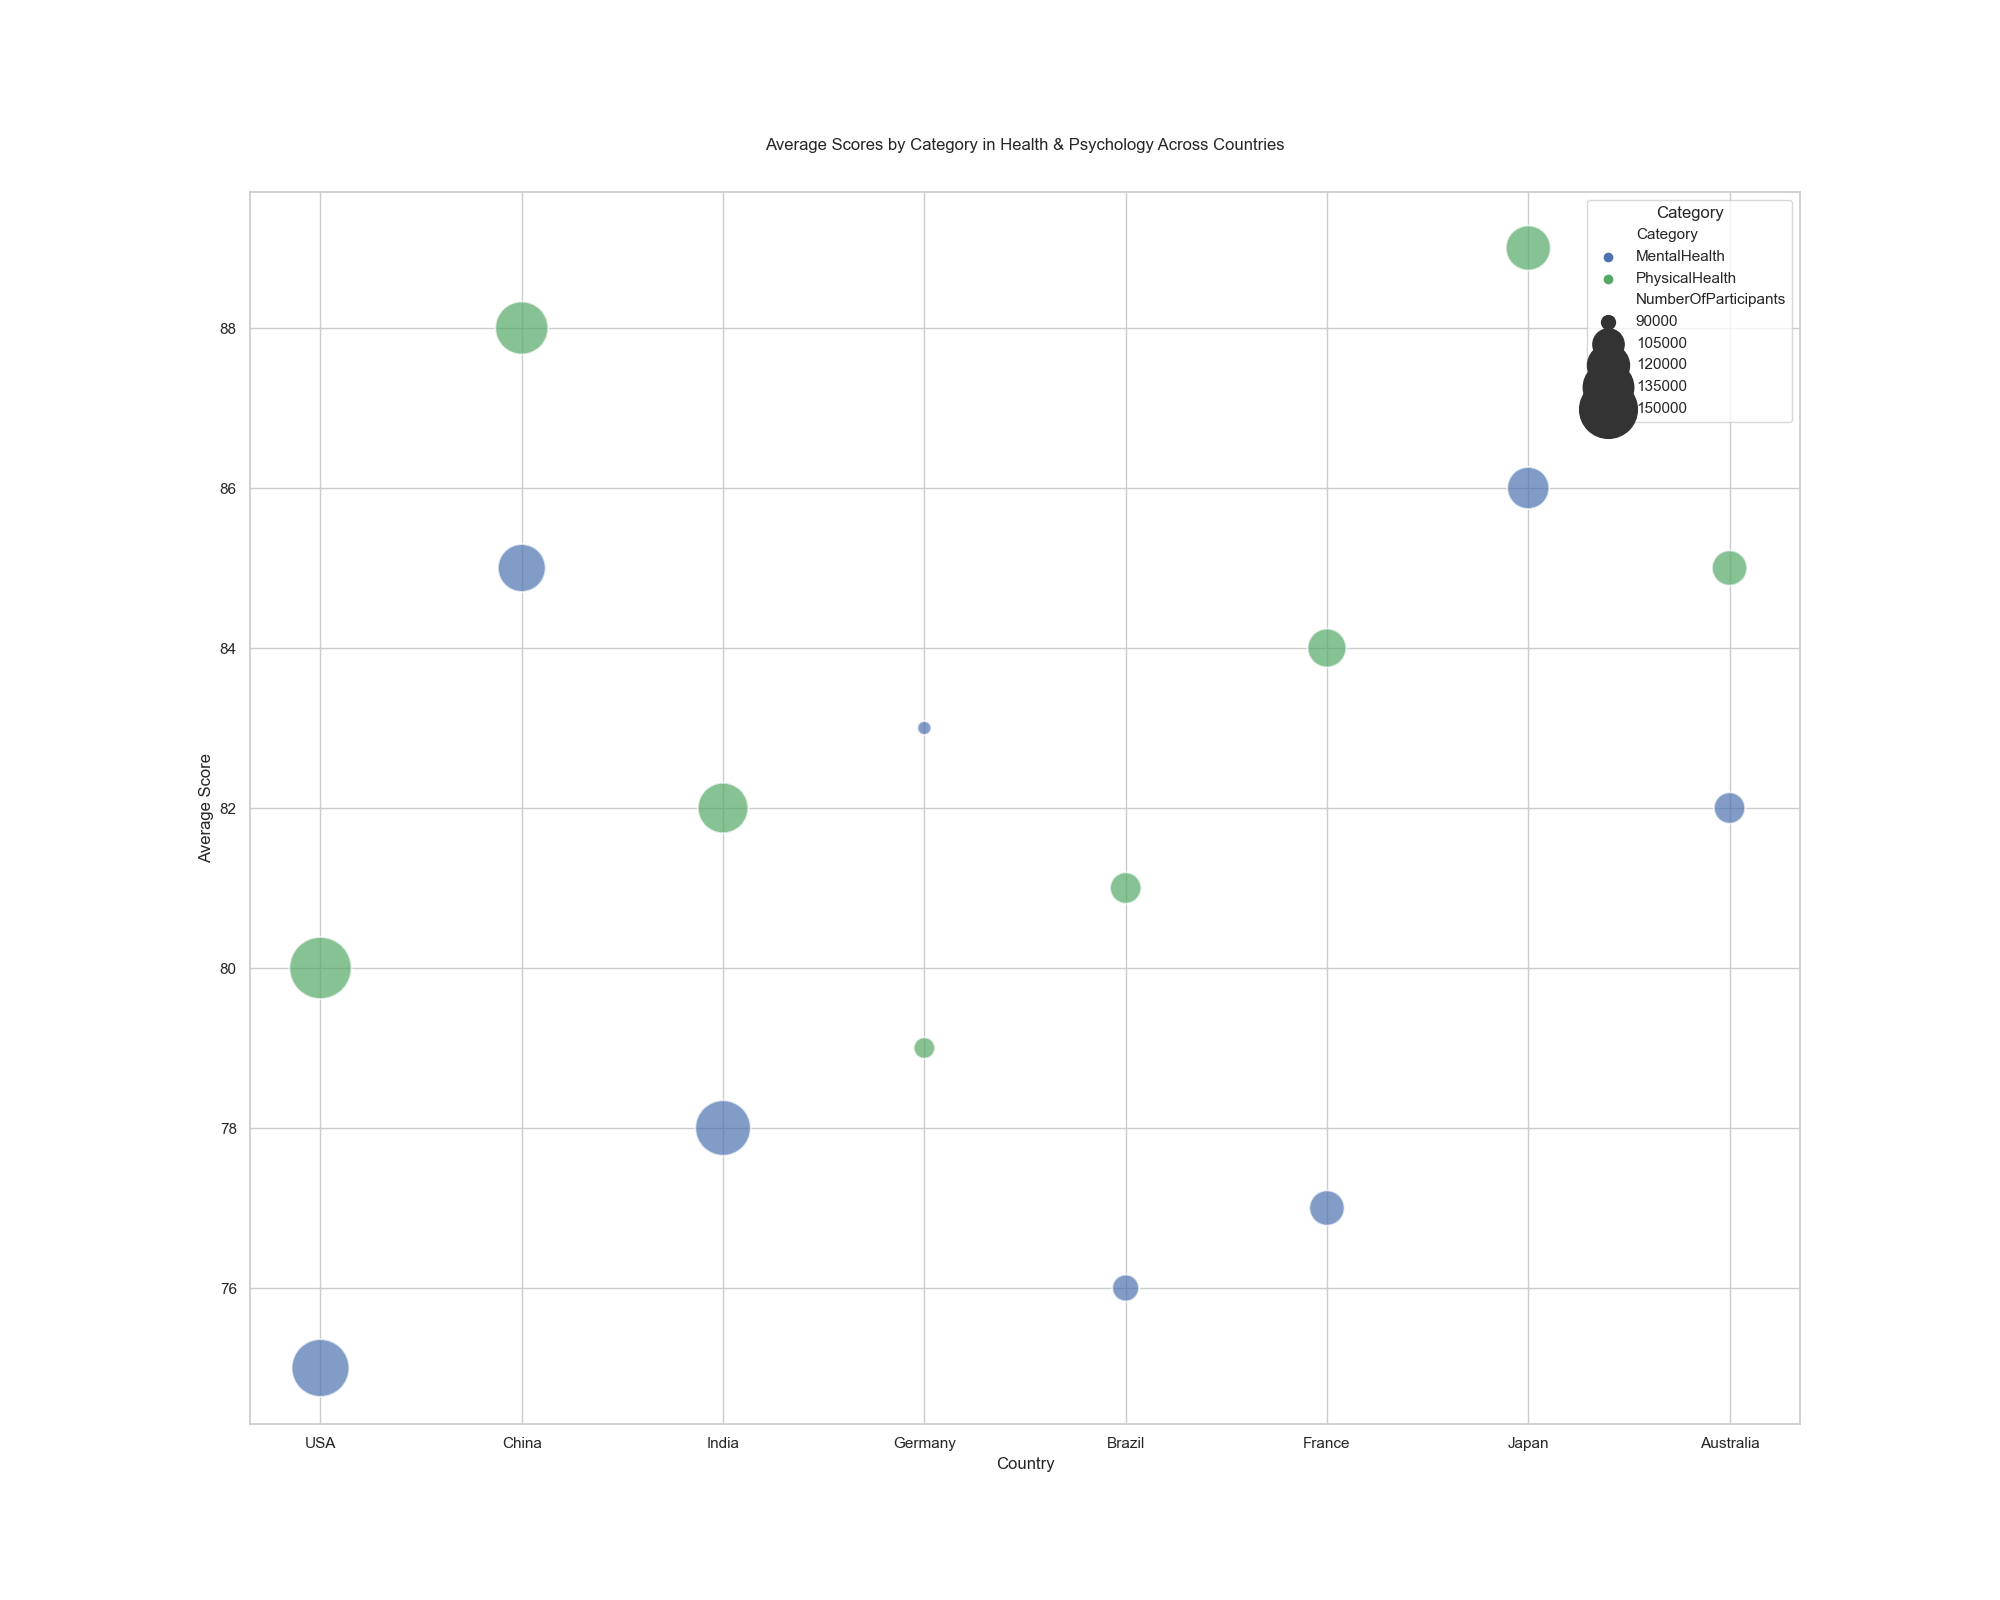 Average Scores by Category in Health & Psychology Across Countries
Category
Category
MentalHealth
PhysicalHealth
NumberOfParticipants
90000
105000
120000
135000
150000
Average Score
88
86
84
82
80
78
76
USA China India Germany Brazil France Japan Australia
Country